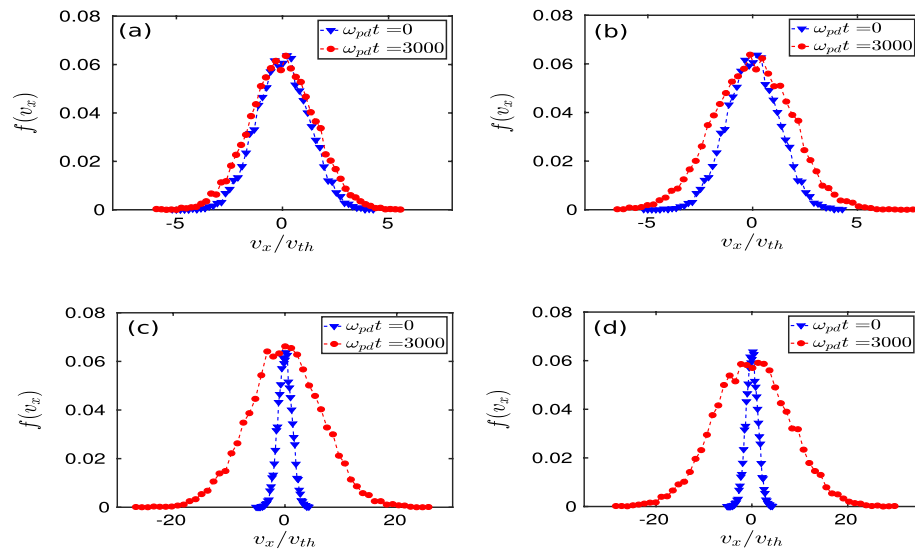 (a)
ω_pd t = 0
ω_pd t = 3000
f(v_x)
0.08
0.06
0.04
0.02
0
-5 0 5
v_x/v_th
(b)
ω_pd t = 0
ω_pd t = 3000
f(v_x)
0.08
0.06
0.04
0.02
0
-5 0 5
v_x/v_th
(c)
ω_pd t = 0
ω_pd t = 3000
f(v_x)
0.08
0.06
0.04
0.02
0
-20 0 20
v_x/v_th
(d)
ω_pd t = 0
ω_pd t = 3000
f(v_x)
0.08
0.06
0.04
0.02
0
-20 0 20
v_x/v_th